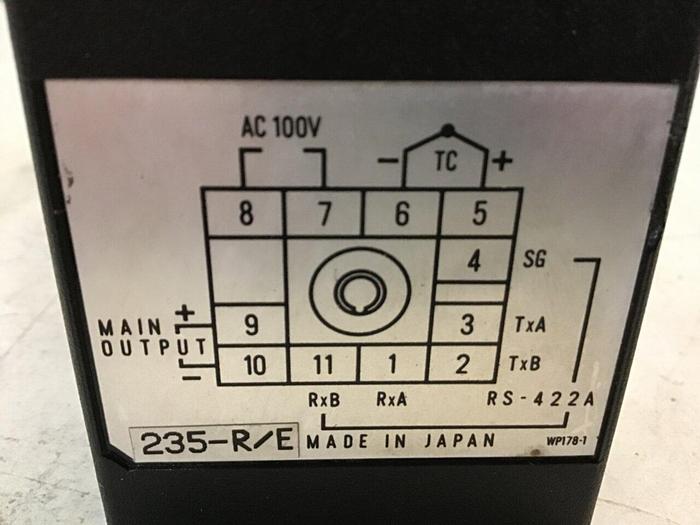 AC 100V
− TC +
8 7 6 5
4 SG
MAIN OUTPUT
+
9
3 TxA
−
10 11 1 2 TxB
RxB RxA RS-422A
235-R/E MADE IN JAPAN WP178-1